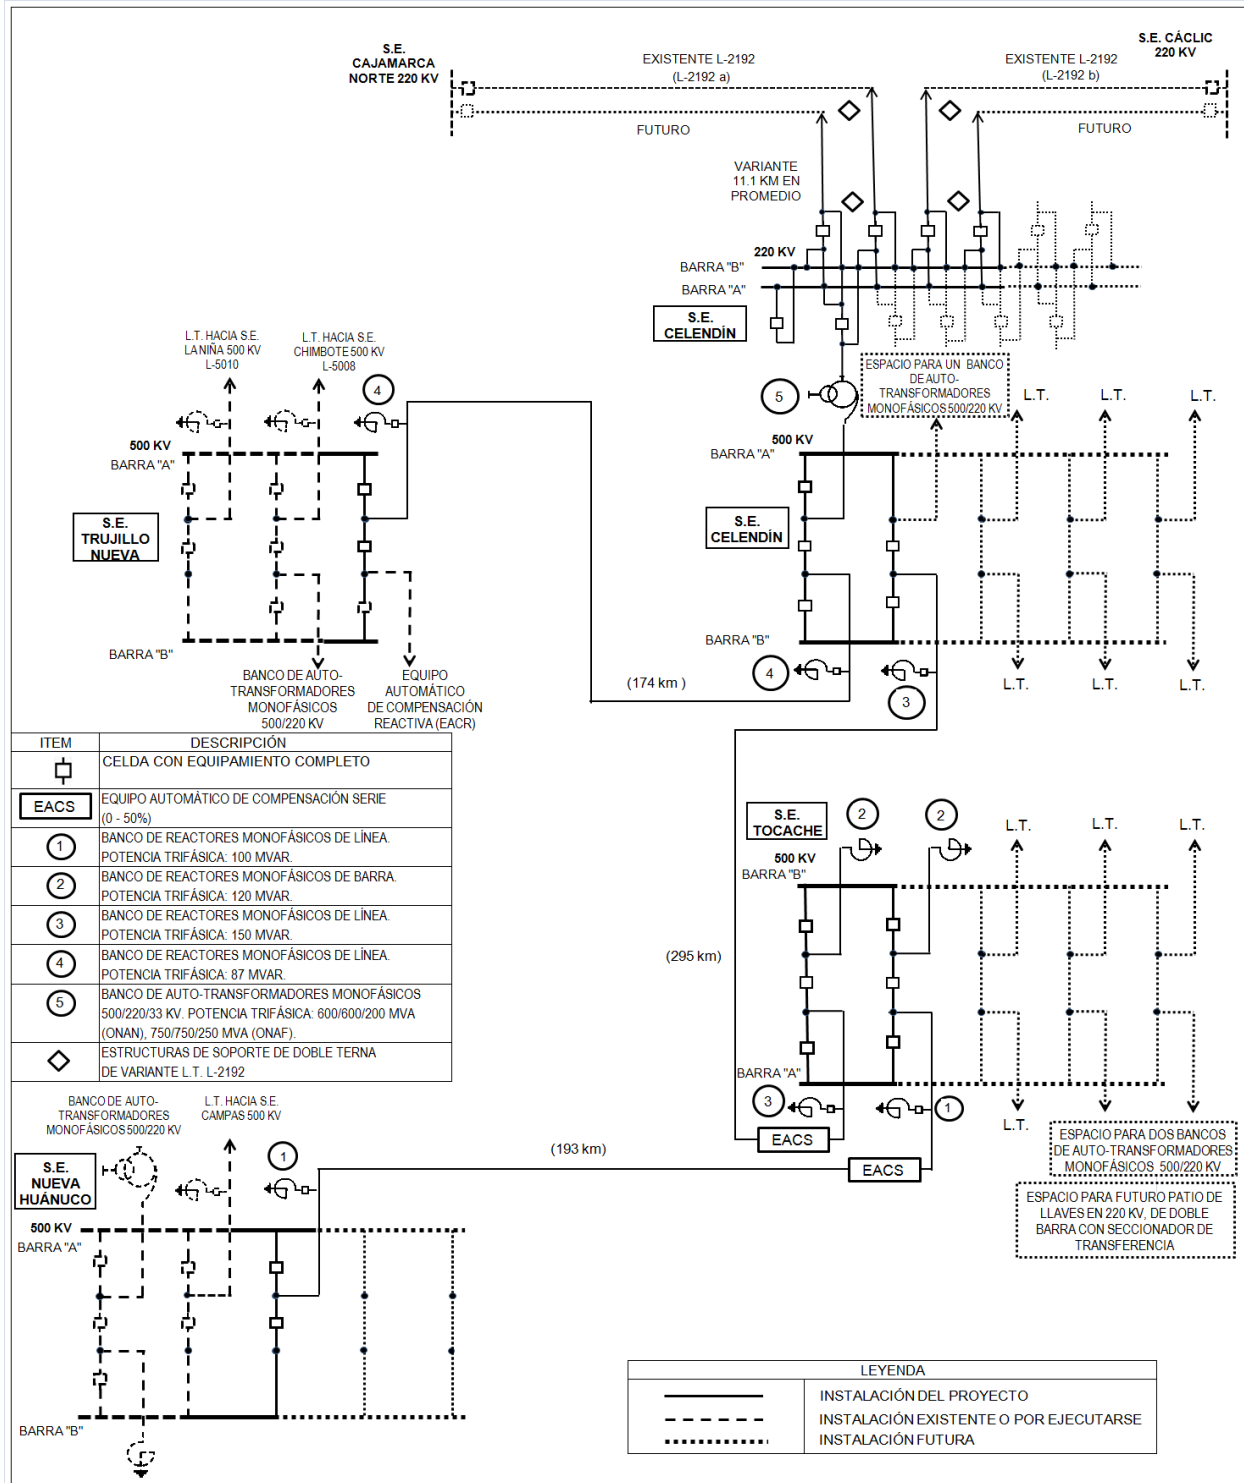 S.E.
CAJAMARCA
NORTE 220 KV
EXISTENTE L-2192
(L-2192 a)
FUTURO
EXISTENTE L-2192
(L-2192 b)
FUTURO
S.E. CÁCLIC
220 KV
VARIANTE
11.1 KM EN
PROMEDIO
220 KV
BARRA "B"
BARRA "A"
S.E.
CELENDÍN
L.T. HACIA S.E.
LA NIÑA 500 KV
L-5010
L.T. HACIA S.E.
CHIMBOTE 500 KV
L-5008
4
500 KV
BARRA "A"
S.E.
TRUJILLO
NUEVA
BARRA "B"
BANCO DE AUTO-
TRANSFORMADORES
MONOFÁSICOS
500/220 KV
EQUIPO
AUTOMÁTICO
DE COMPENSACIÓN
REACTIVA (EACR)
5
ESPACIO PARA UN BANCO
DE AUTO-
TRANSFORMADORES
MONOFÁSICOS 500/220 KV
L.T.
L.T.
L.T.
500 KV
BARRA "A"
S.E.
CELENDÍN
BARRA "B"
4
3
L.T.
L.T.
L.T.
(174 km )
ITEM DESCRIPCIÓN
CELDA CON EQUIPAMIENTO COMPLETO
EACS
EQUIPO AUTOMÁTICO DE COMPENSACIÓN SERIE
(0 - 50%)
1
BANCO DE REACTORES MONOFÁSICOS DE LÍNEA.
POTENCIA TRIFÁSICA: 100 MVAR.
2
BANCO DE REACTORES MONOFÁSICOS DE BARRA.
POTENCIA TRIFÁSICA: 120 MVAR.
3
BANCO DE REACTORES MONOFÁSICOS DE LÍNEA.
POTENCIA TRIFÁSICA: 150 MVAR.
4
BANCO DE REACTORES MONOFÁSICOS DE LÍNEA.
POTENCIA TRIFÁSICA: 87 MVAR.
5
BANCO DE AUTO-TRANSFORMADORES MONOFÁSICOS
500/220/33 KV. POTENCIA TRIFÁSICA: 600/600/200 MVA
(ONAN), 750/750/250 MVA (ONAF).
ESTRUCTURAS DE SOPORTE DE DOBLE TERNA
DE VARIANTE L.T. L-2192
S.E.
TOCACHE
2
2
L.T.
L.T.
L.T.
500 KV
BARRA "B"
(295 km)
BARRA "A"
3
1
EACS
EACS
L.T.
ESPACIO PARA DOS BANCOS
DE AUTO-TRANSFORMADORES
MONOFÁSICOS 500/220 KV
ESPACIO PARA FUTURO PATIO DE
LLAVES EN 220 KV, DE DOBLE
BARRA CON SECCIONADOR DE
TRANSFERENCIA
BANCO DE AUTO-
TRANSFORMADORES
MONOFÁSICOS 500/220 KV
L.T. HACIA S.E.
CAMPAS 500 KV
1
(193 km)
S.E.
NUEVA
HUÁNUCO
500 KV
BARRA "A"
BARRA "B"
LEYENDA
INSTALACIÓN DEL PROYECTO
INSTALACIÓN EXISTENTE O POR EJECUTARSE
INSTALACIÓN FUTURA